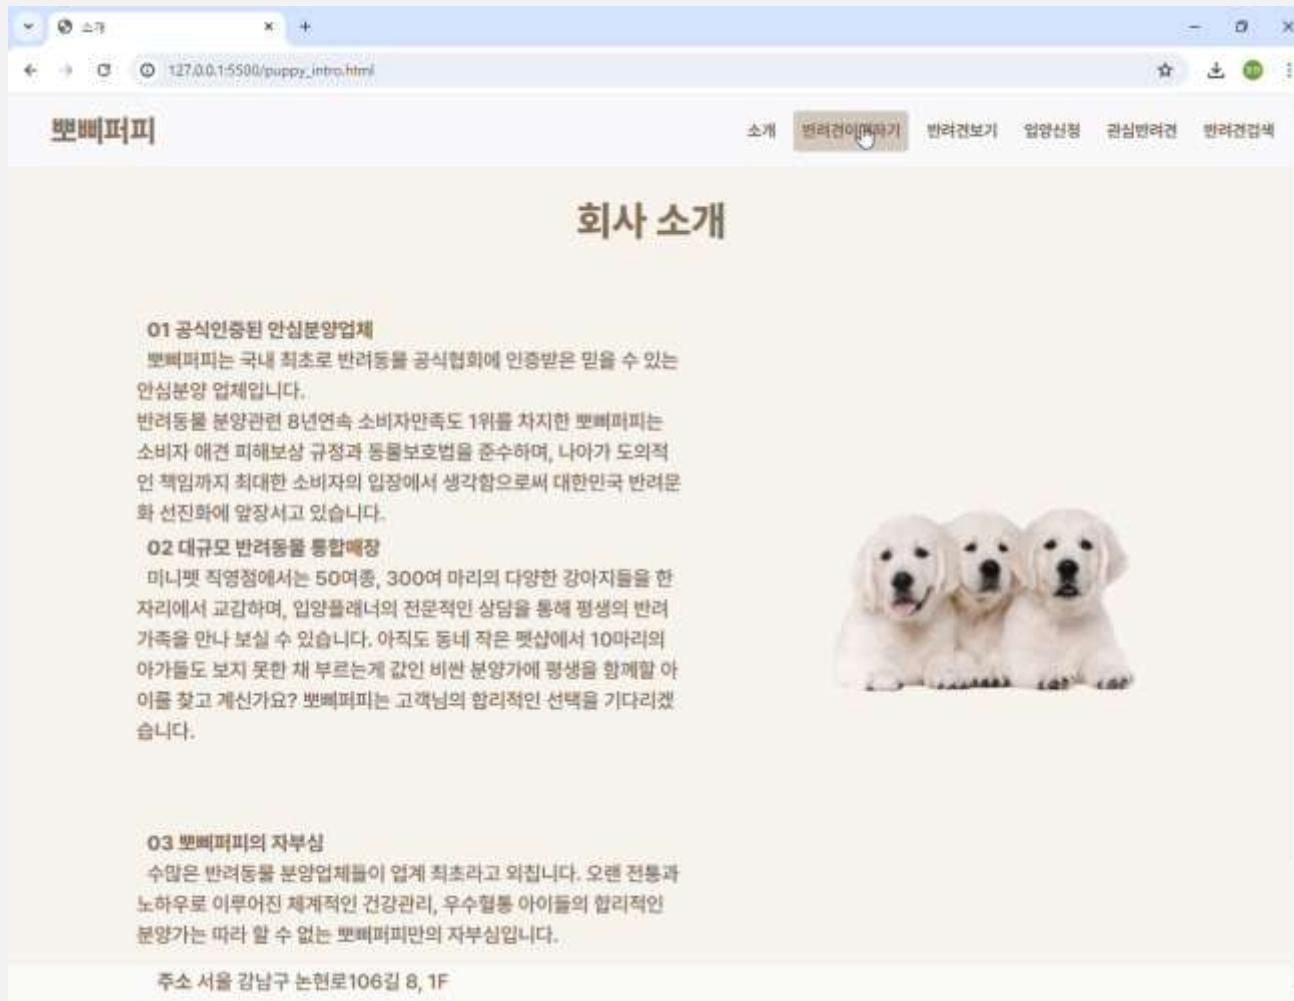 소개
127.0.0.1:5500/puppy_intro.html
뽀삐퍼피
소개 반려견이해하기 반려견보기 입양신청 관심반려견 반려견검색
회사 소개
01 공식인증된 안심분양업체
뽀삐퍼피는 국내 최초로 반려동물 공식협회에 인증받은 믿을 수 있는
안심분양 업체입니다.
반려동물 분양관련 8년연속 소비자만족도 1위를 차지한 뽀삐퍼피는
소비자 애견 피해보상 규정과 동물보호법을 준수하며, 나아가 도의적
인 책임까지 최대한 소비자의 입장에서 생각함으로써 대한민국 반려문
화 선진화에 앞장서고 있습니다.
02 대규모 반려동물 통합매장
미니펫 직영점에서는 50여종, 300여 마리의 다양한 강아지들을 한
자리에서 교감하며, 입양플래너의 전문적인 상담을 통해 평생의 반려
가족을 만나 보실 수 있습니다. 아직도 동네 작은 펫샵에서 10마리의
아가들도 보지 못한 채 부르는게 값인 비싼 분양가에 평생을 함께할 아
이를 찾고 계신가요? 뽀삐퍼피는 고객님의 합리적인 선택을 기다리겠
습니다.
03 뽀삐퍼피의 자부심
수많은 반려동물 분양업체들이 업계 최초라고 외칩니다. 오랜 전통과
노하우로 이루어진 체계적인 건강관리, 우수혈통 아이들의 합리적인
분양가는 따라 할 수 없는 뽀삐퍼피만의 자부심입니다.
주소 서울 강남구 논현로106길 8, 1F